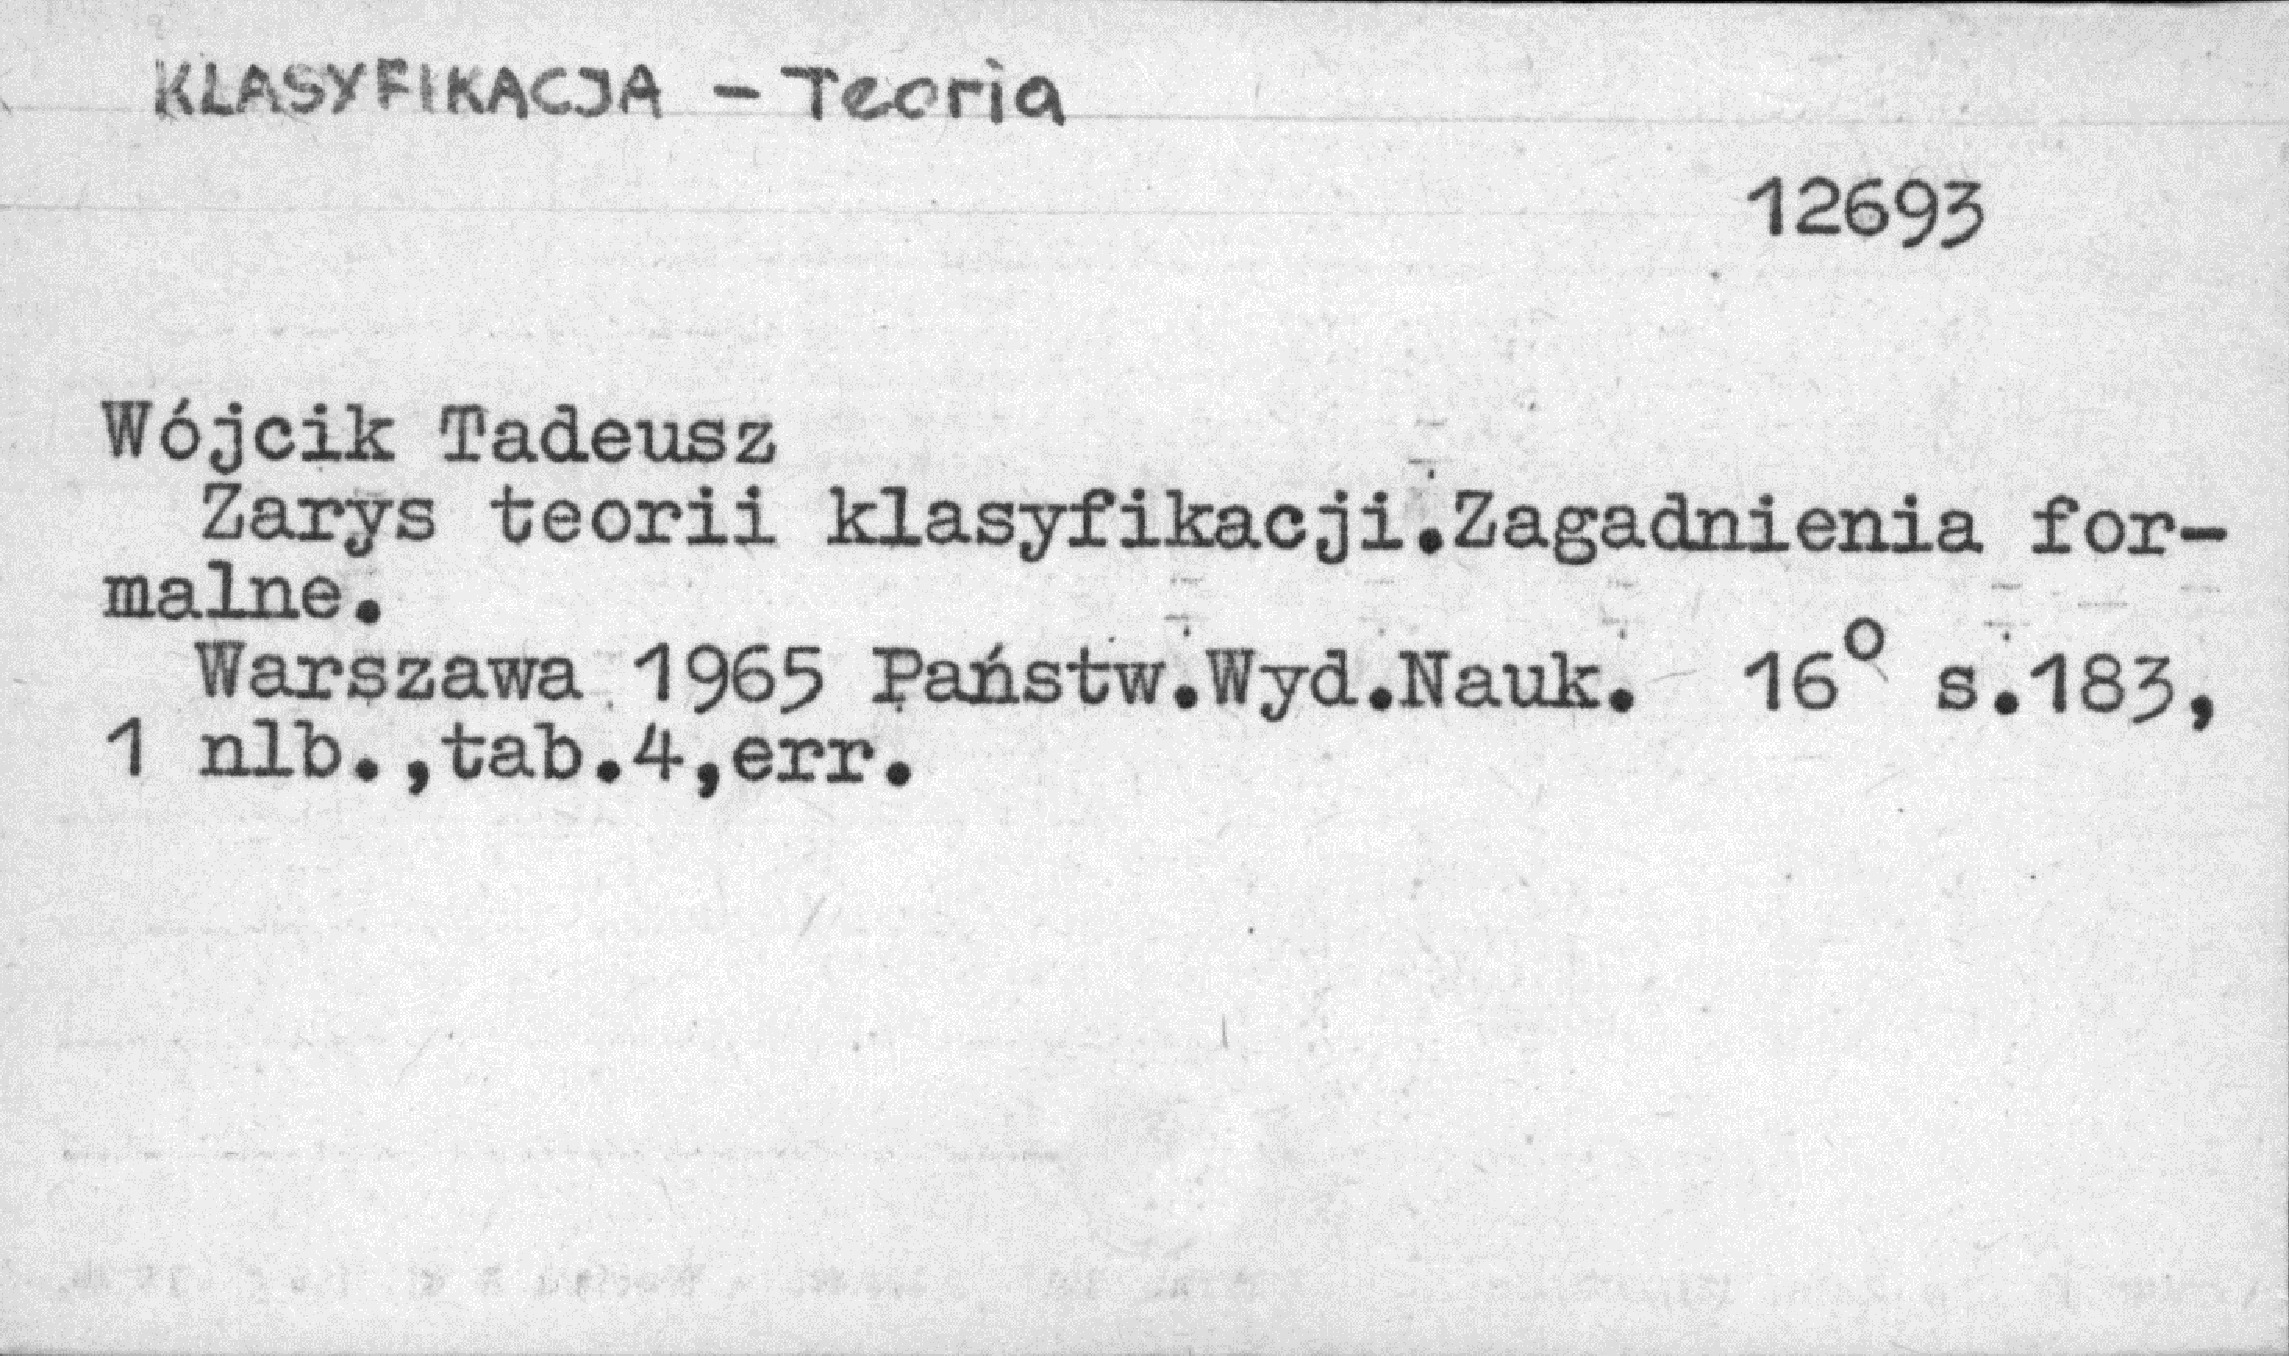 KLASYFIKACJA - Teoria
12693
Wójcik Tadeusz
Zarys teorii klasyfikacji.Zagadnienia for-
malne.
Warszawa 1965 Państw.Wyd.Nauk. 16° s.183,
1 nlb.,tab.4,err.